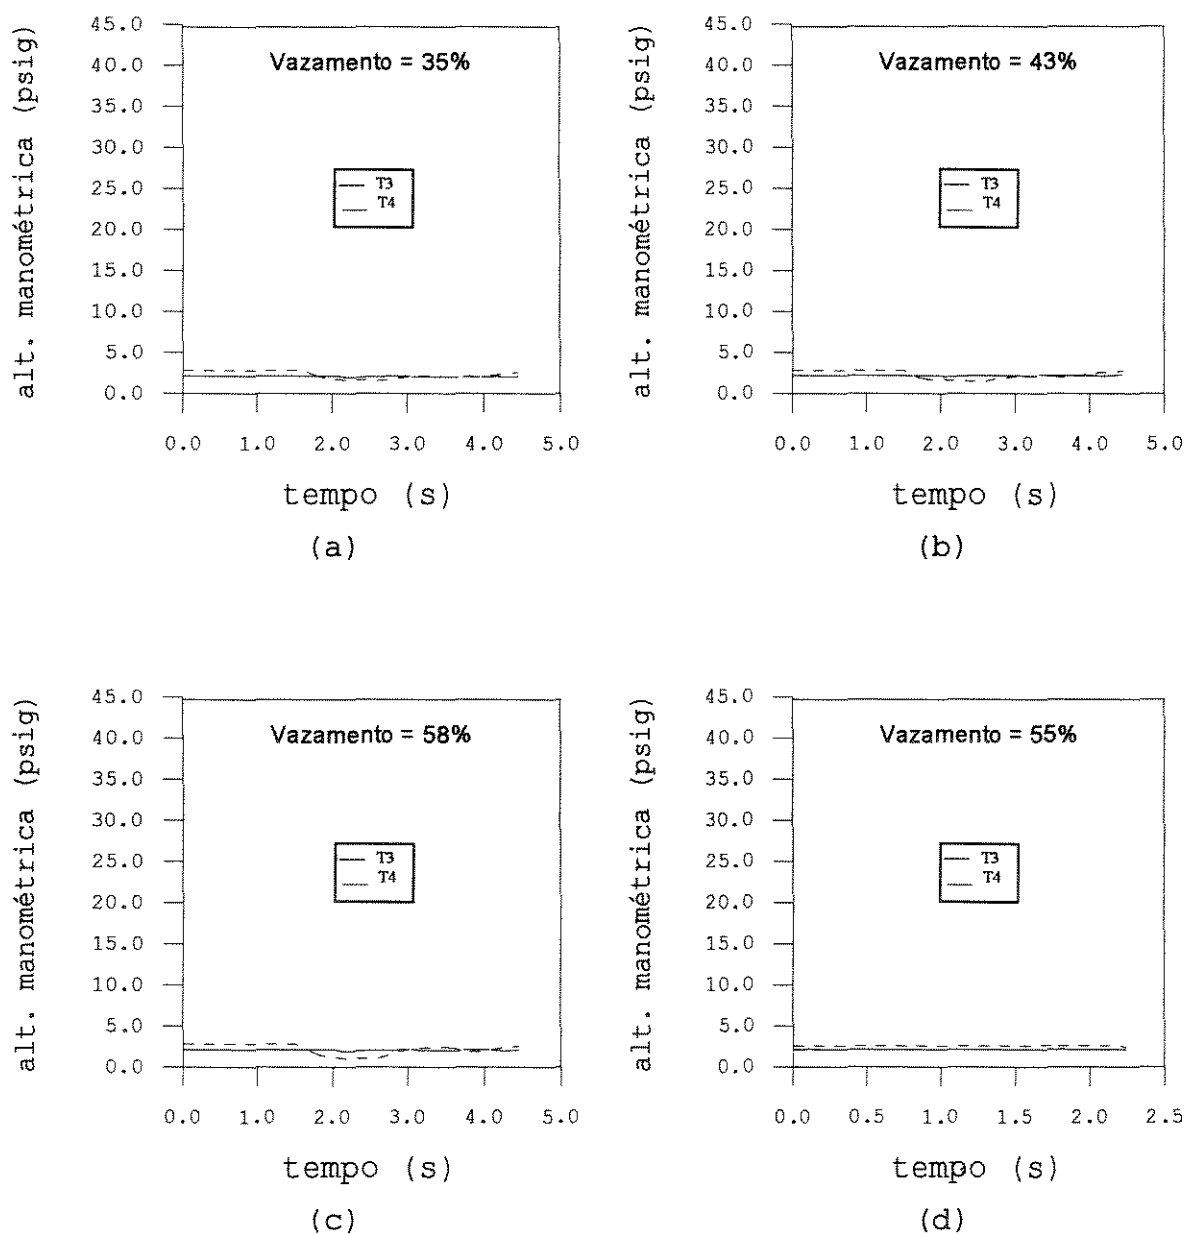 alt. manométrica (psig)
45.0
40.0
35.0
30.0
25.0
20.0
15.0
10.0
5.0
0.0
Vazamento = 35%
T3
T4
0.0 1.0 2.0 3.0 4.0 5.0
tempo (s)
(a)
alt. manométrica (psig)
45.0
40.0
35.0
30.0
25.0
20.0
15.0
10.0
5.0
0.0
Vazamento = 43%
T3
T4
0.0 1.0 2.0 3.0 4.0 5.0
tempo (s)
(b)
alt. manométrica (psig)
45.0
40.0
35.0
30.0
25.0
20.0
15.0
10.0
5.0
0.0
Vazamento = 58%
T3
T4
0.0 1.0 2.0 3.0 4.0 5.0
tempo (s)
(c)
alt. manométrica (psig)
45.0
40.0
35.0
30.0
25.0
20.0
15.0
10.0
5.0
0.0
Vazamento = 55%
T3
T4
0.0 0.5 1.0 1.5 2.0 2.5
tempo (s)
(d)